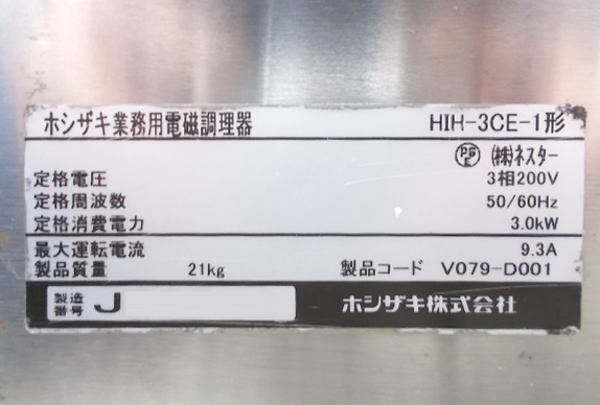 ホシザキ業務用電磁調理器 HIH-3CE-1形
PSE (株)ネスター
定格電圧 3相200V
定格周波数 50/60Hz
定格消費電力 3.0kW
最大運転電流 9.3A
製品質量 21kg 製品コード V079-D001
製造番号 J ホシザキ株式会社